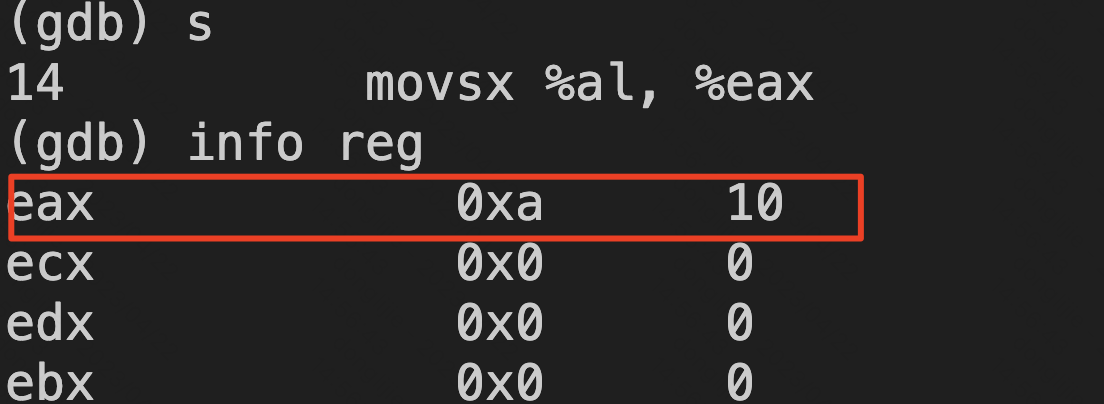 (gdb) s
14 movsx %al, %eax
(gdb) info reg
eax 0xa 10
ecx 0x0 0
edx 0x0 0
ebx 0x0 0